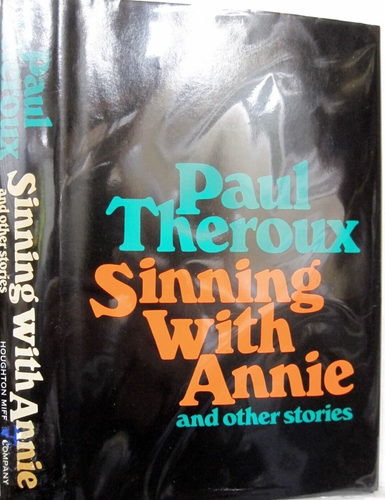 Paul
Theroux
Sinning
With
Annie
and other stories
Paul
Theroux
Sinning With Annie
and other stories
HOUGHTON MIFF
COMPANY